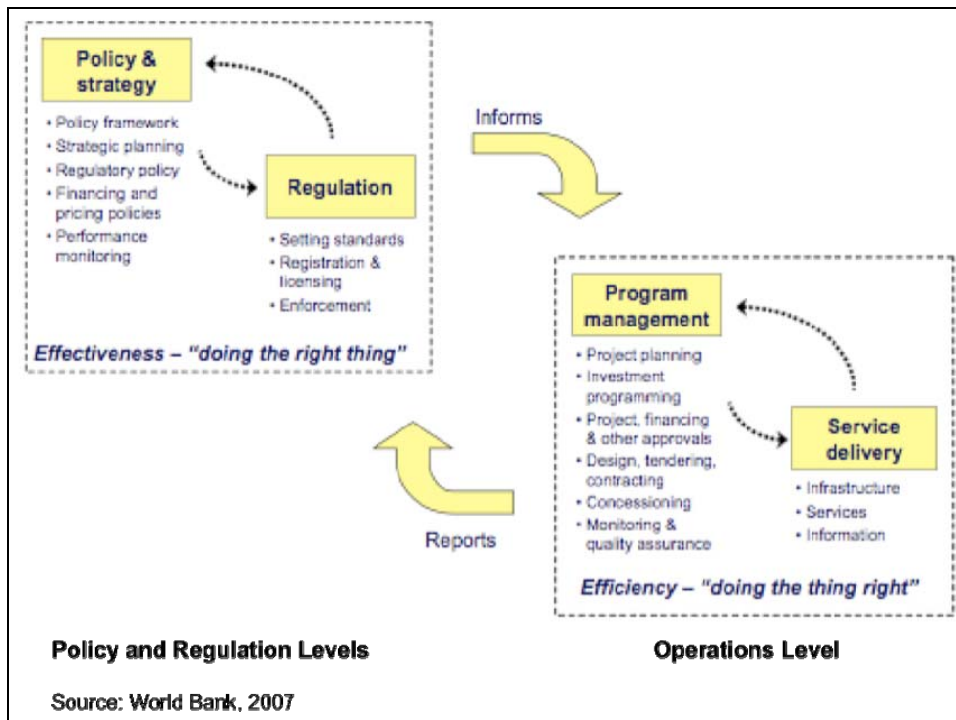 Policy &
strategy
• Policy framework
• Strategic planning
• Regulatory policy
• Financing and
pricing policies
• Performance
monitoring
Regulation
• Setting standards
• Registration &
licensing
• Enforcement
Effectiveness – “doing the right thing”
Informs
Reports
Program
management
• Project planning
• Investment
programming
• Project, financing
& other approvals
• Design, tendering,
contracting
• Concessioning
• Monitoring &
quality assurance
Service
delivery
• Infrastructure
• Services
• Information
Efficiency – “doing the thing right”
Policy and Regulation Levels
Operations Level
Source: World Bank, 2007